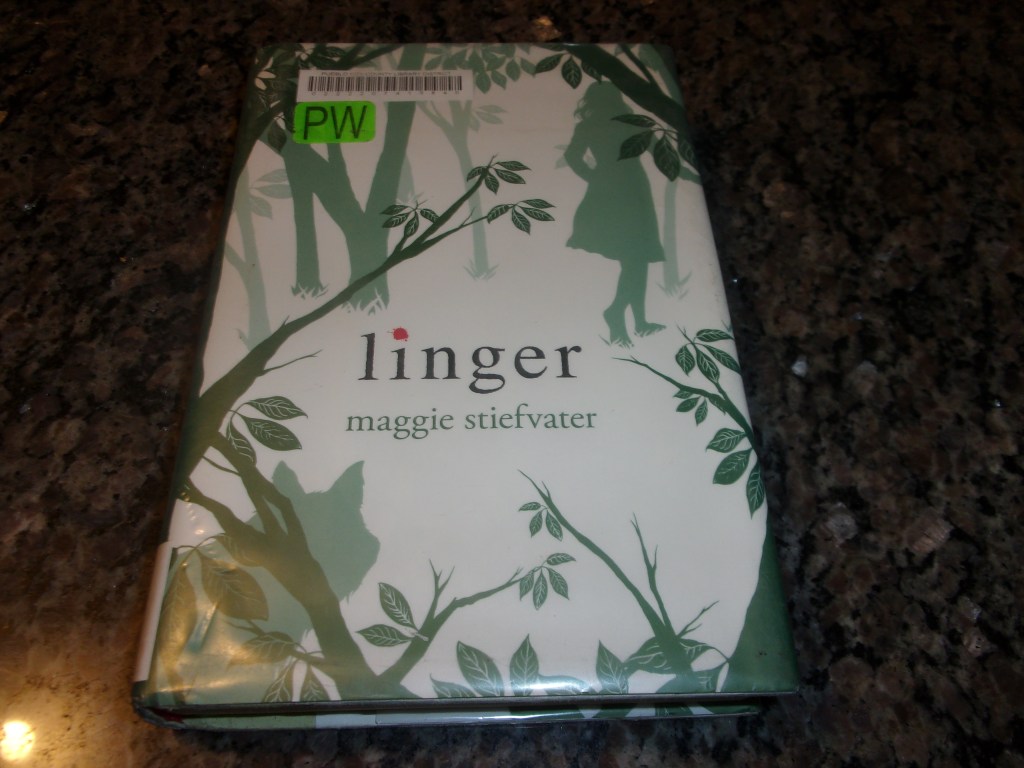 PW
linger
maggie stiefvater